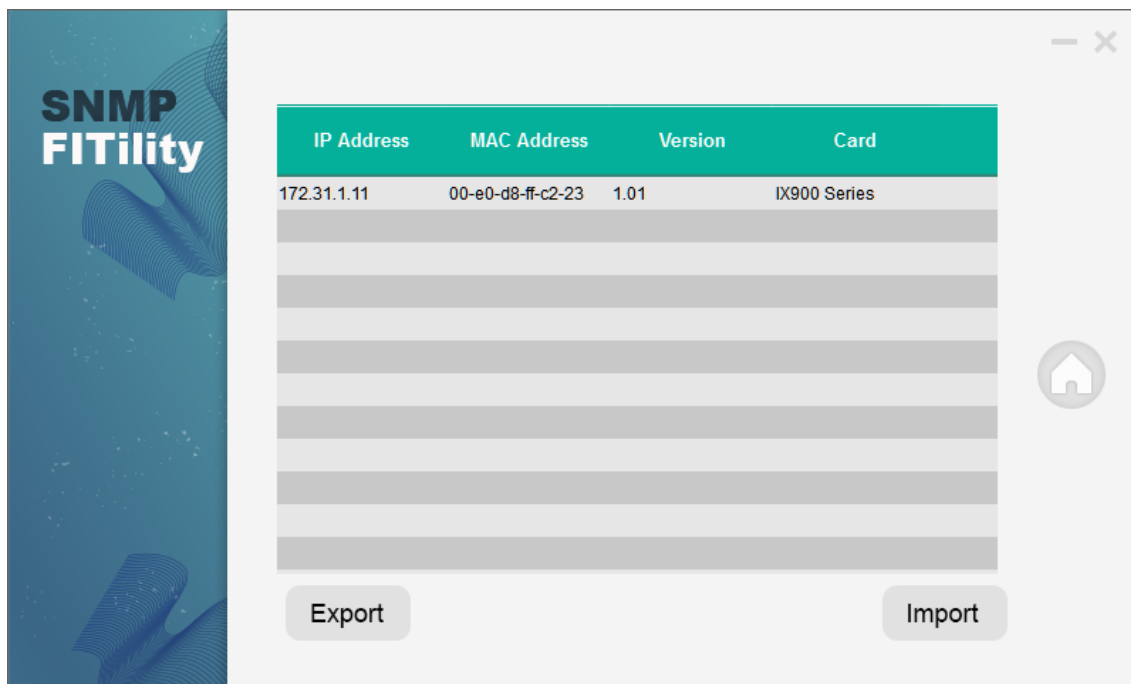 SNMP
FITility
IP Address MAC Address Version Card
172.31.1.11 00-e0-d8-ff-c2-23 1.01 IX900 Series
Export Import